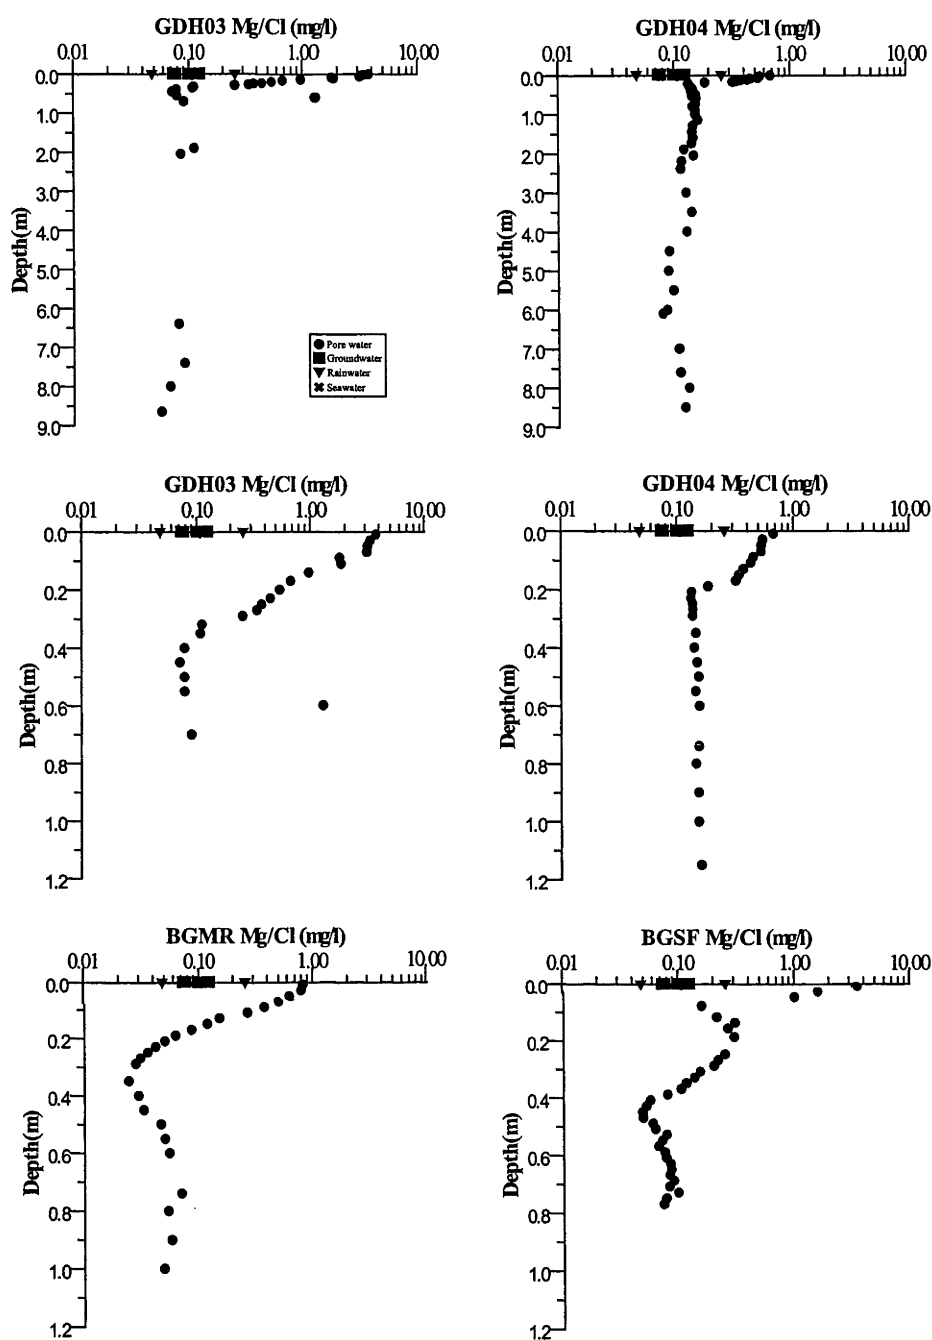 GDH03 Mg/Cl (mg/l)
0.01 0.10 1.00 10.00
0.0
1.0
2.0
3.0
4.0
5.0
6.0
7.0
8.0
9.0
Depth(m)
Pore water
Groundwater
Rainwater
Seawater
GDH04 Mg/Cl (mg/l)
0.01 0.10 1.00 10.00
0.0
1.0
2.0
3.0
4.0
5.0
6.0
7.0
8.0
9.0
Depth(m)
GDH03 Mg/Cl (mg/l)
0.01 0.10 1.00 10.00
0.0
0.2
0.4
0.6
0.8
1.0
1.2
Depth(m)
GDH04 Mg/Cl (mg/l)
0.01 0.10 1.00 10.00
0.0
0.2
0.4
0.6
0.8
1.0
1.2
Depth(m)
BGMR Mg/Cl (mg/l)
0.01 0.10 1.00 10.00
0.0
0.2
0.4
0.6
0.8
1.0
1.2
Depth(m)
BGSF Mg/Cl (mg/l)
0.01 0.10 1.00 10.00
0.0
0.2
0.4
0.6
0.8
1.0
1.2
Depth(m)